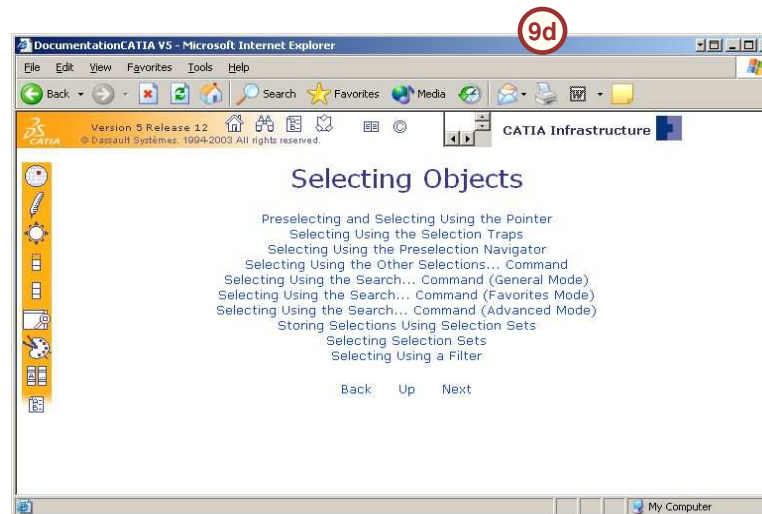 9d
DocumentationCATIA V5 - Microsoft Internet Explorer
File Edit View Favorites Tools Help
Back Search Favorites Media
DS CATIA
Version 5 Release 12
© Dassault Systèmes. 1994-2003 All rights reserved.
CATIA Infrastructure
Selecting Objects
Preselecting and Selecting Using the Pointer
Selecting Using the Selection Traps
Selecting Using the Preselection Navigator
Selecting Using the Other Selections... Command
Selecting Using the Search... Command (General Mode)
Selecting Using the Search... Command (Favorites Mode)
Selecting Using the Search... Command (Advanced Mode)
Storing Selections Using Selection Sets
Selecting Selection Sets
Selecting Using a Filter
Back Up Next
My Computer